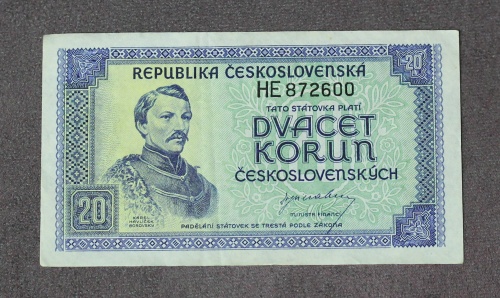 20
REPUBLIKA ČESKOSLOVENSKÁ
HE 872600
TATO STÁTOVKA PLATÍ
DVACET
KORUN
ČESKOSLOVENSKÝCH
MINISTR FINANCÍ
20
KAREL
HAVLÍČEK
BOROVSKÝ
PADĚLÁNÍ STÁTOVEK SE TRESTÁ PODLE ZÁKONA
20